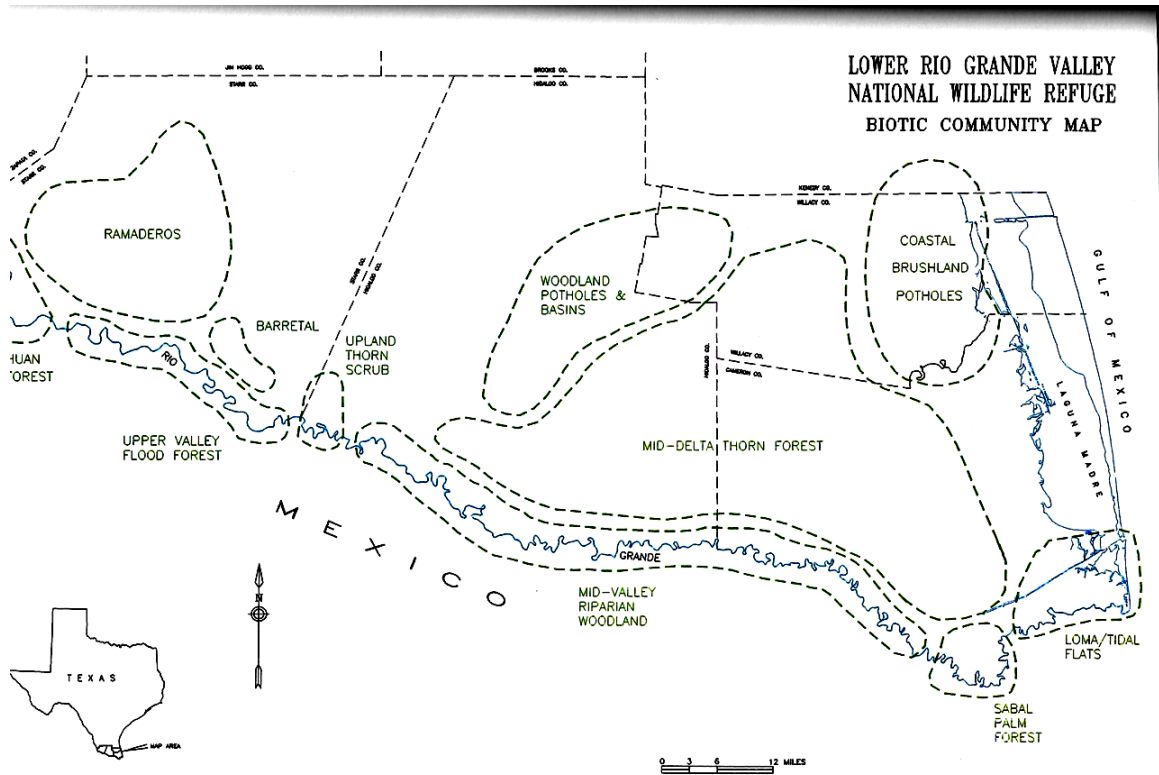 LOWER RIO GRANDE VALLEY
NATIONAL WILDLIFE REFUGE
BIOTIC COMMUNITY MAP
JIM HOGG CO.
STARR CO.
BROOKS CO.
HIDALGO CO.
ZAPATA CO.
STARR CO.
KENEDY CO.
WILLACY CO.
RAMADEROS
COASTAL
BRUSHLAND
POTHOLES
GULF OF MEXICO
STARR CO.
HIDALGO CO.
WOODLAND
POTHOLES &
BASINS
BARRETAL
UPLAND
THORN
SCRUB
HUAN
FOREST
RIO
HIDALGO CO.
WILLACY CO.
CAMERON CO.
LAGUNA MADRE
UPPER VALLEY
FLOOD FOREST
MID-DELTA THORN FOREST
MEXICO
GRANDE
N
MID-VALLEY
RIPARIAN
WOODLAND
LOMA/TIDAL
FLATS
TEXAS
MAP AREA
SABAL
PALM
FOREST
0 3 6 12 MILES